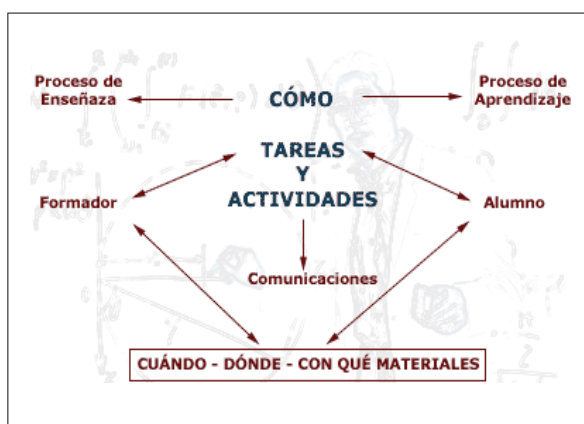 Proceso de
Enseñaza
CÓMO
Proceso de
Aprendizaje
TAREAS
Y
ACTIVIDADES
Formador
Alumno
Comunicaciones
CUÁNDO - DÓNDE - CON QUÉ MATERIALES